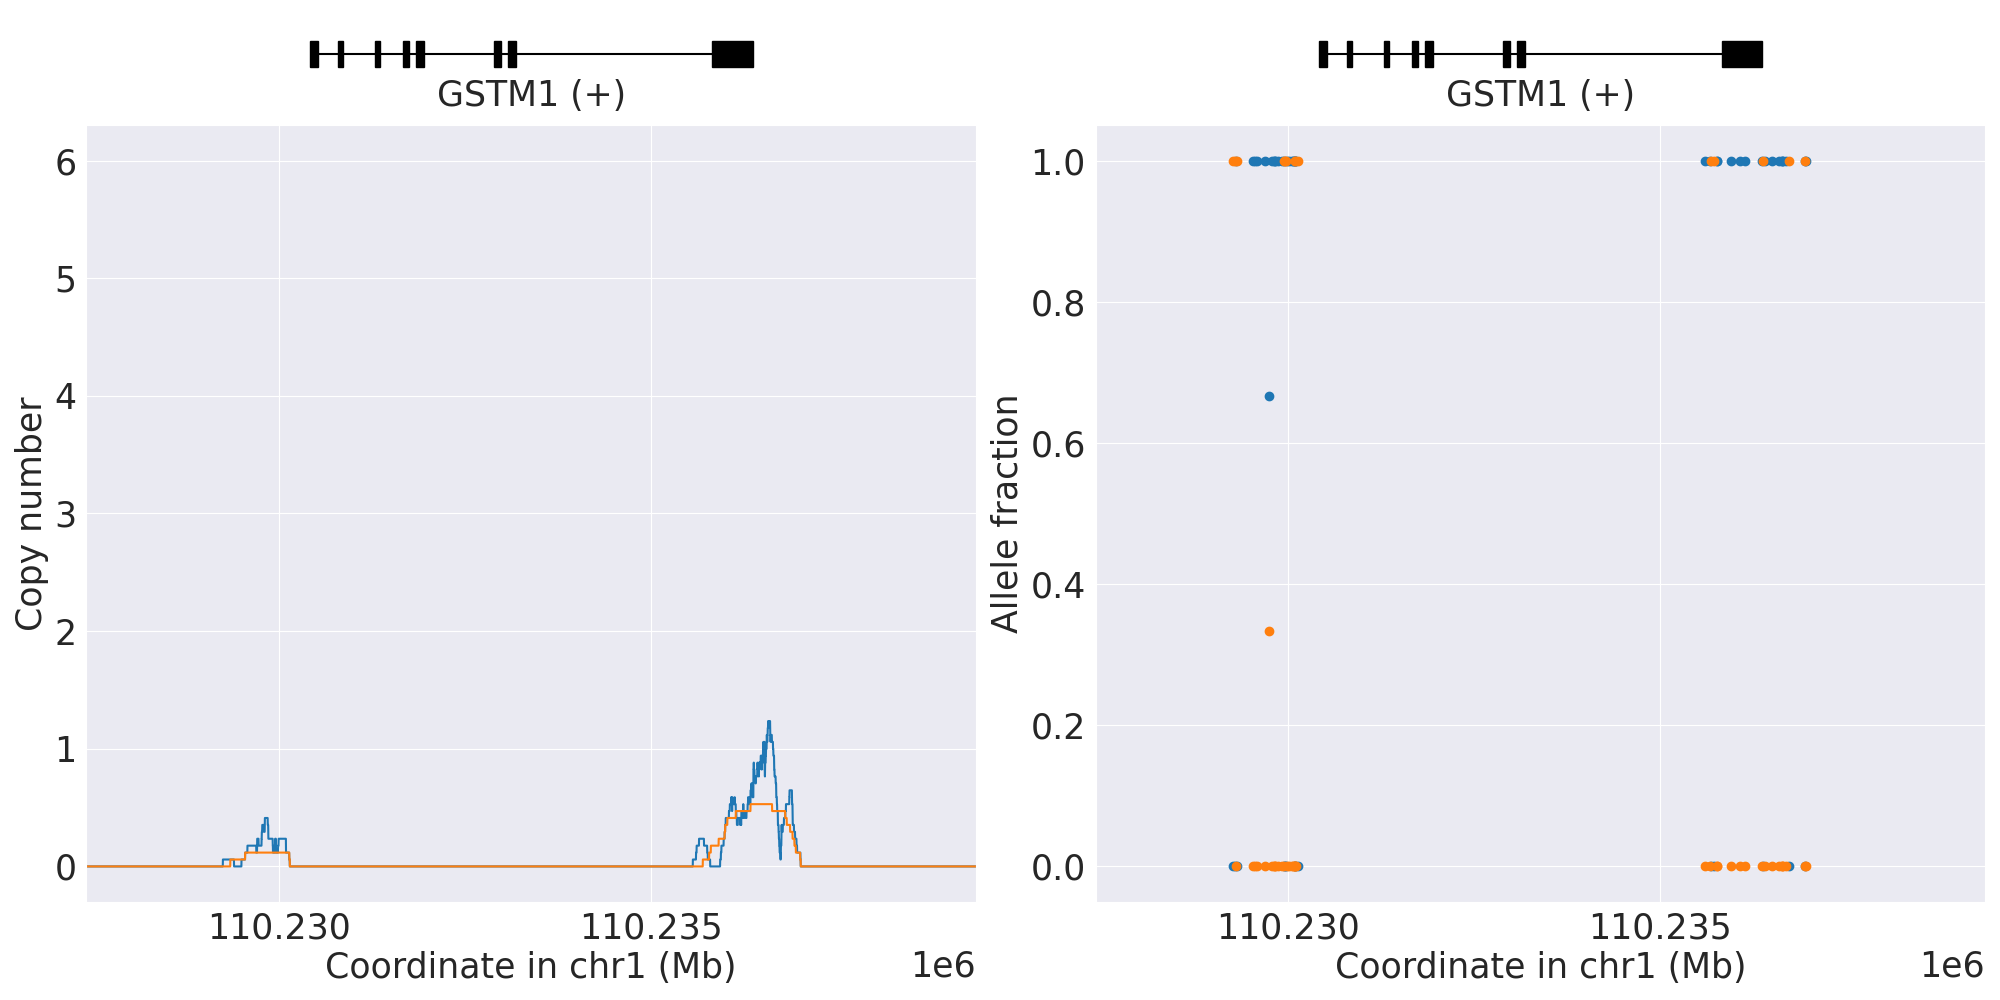 GSTM1 (+)
Copy number
6
5
4
3
2
1
0
110.230
110.235
Coordinate in chr1 (Mb)
1e6
GSTM1 (+)
Allele fraction
1.0
0.8
0.6
0.4
0.2
0.0
110.230
110.235
Coordinate in chr1 (Mb)
1e6